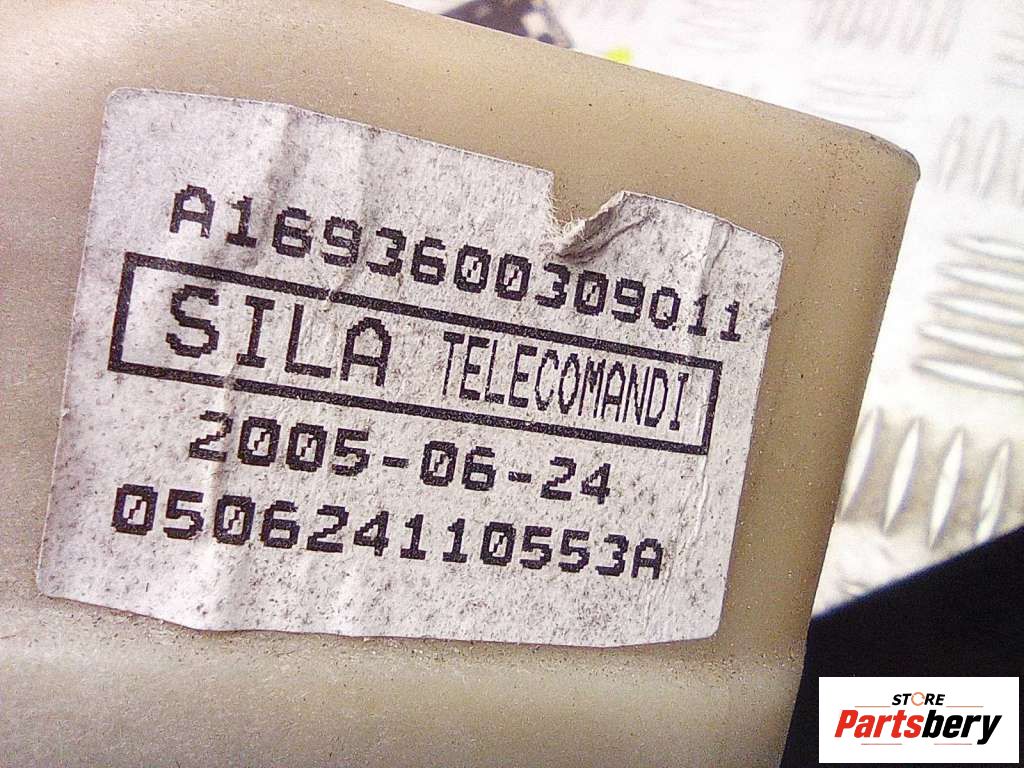 A1693600309011
SILA TELECOMANDI
2005-06-24
050624110553A
STORE
Partsbery